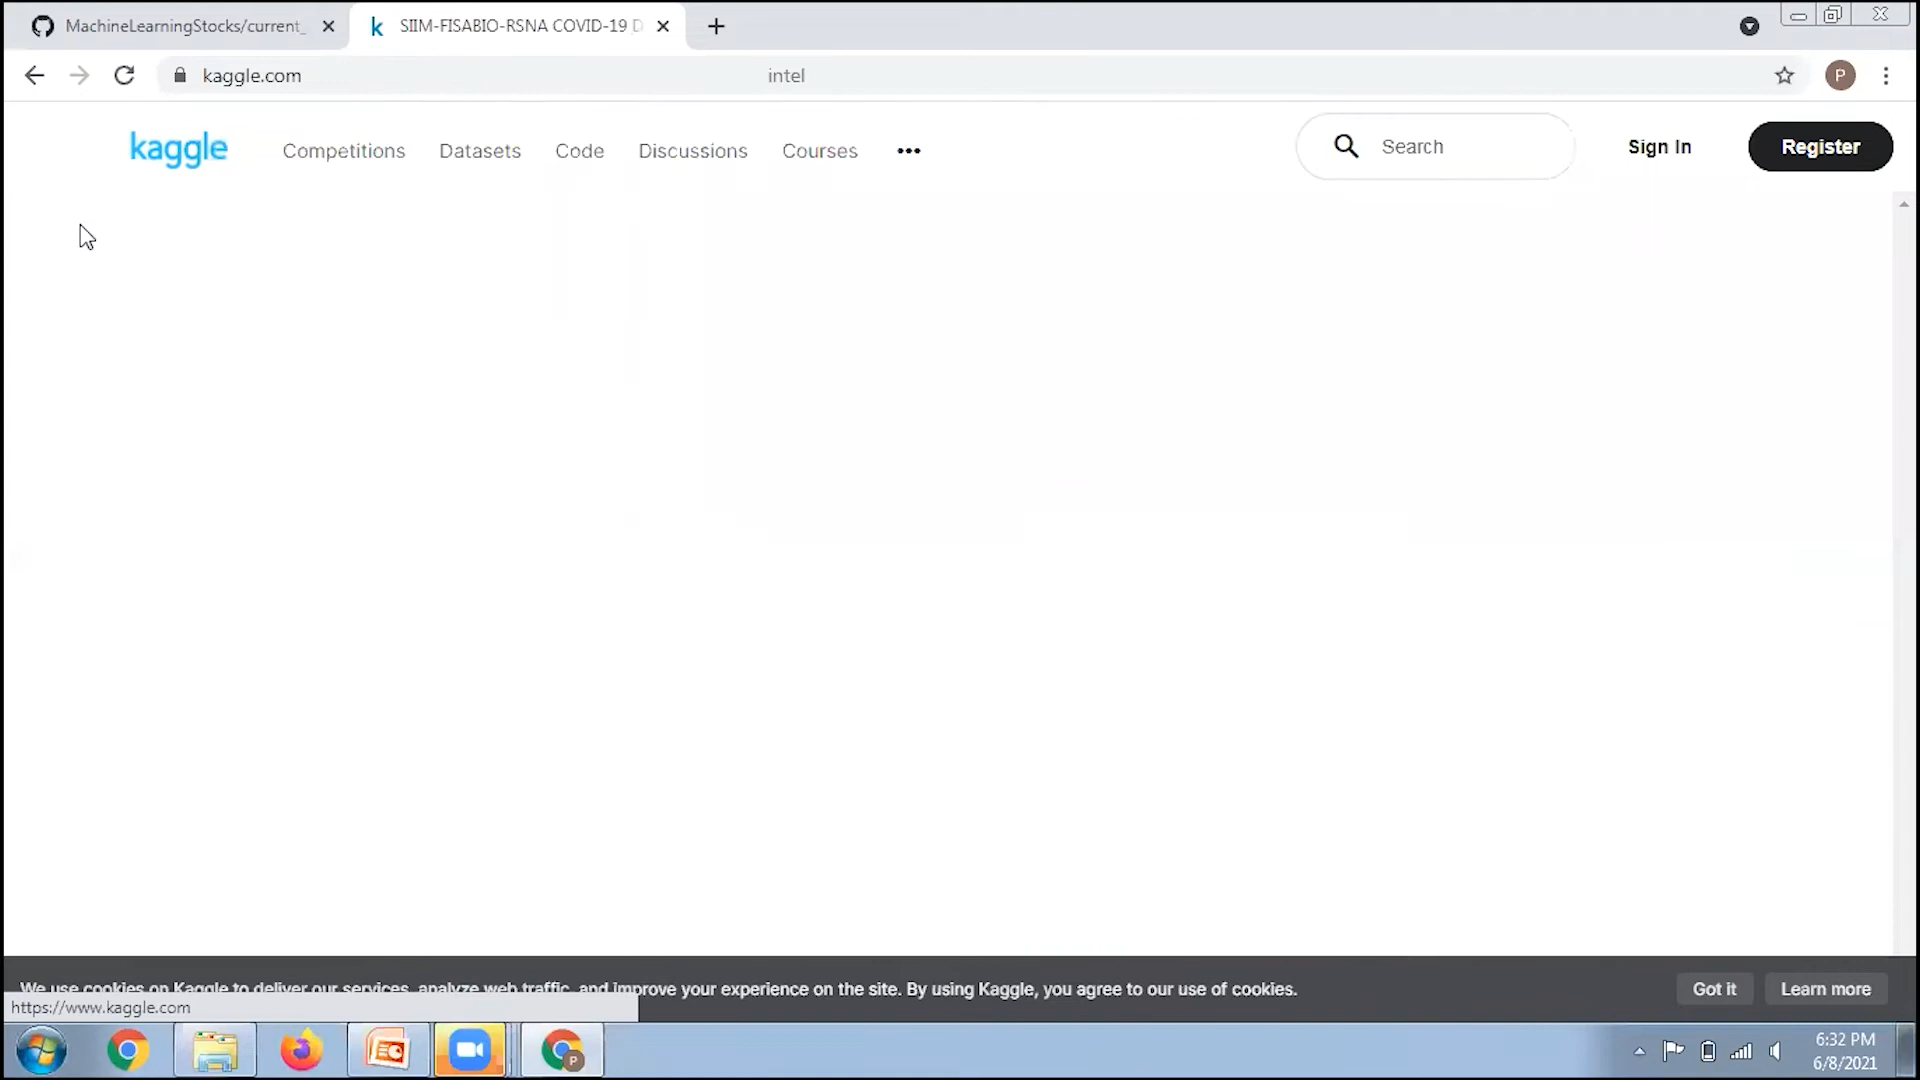 MachineLearningStocks/current_
SIIM-FISABIO-RSNA COVID-19 D
kaggle.com
intel
P
kaggle
Competitions
Datasets
Code
Discussions
Courses
Search
Sign In
Register
We use cookies on Kaggle to deliver our services, analyze web traffic, and improve your experience on the site. By using Kaggle, you agree to our use of cookies.
Got it
Learn more
https://www.kaggle.com
P
6:32 PM
6/8/2021